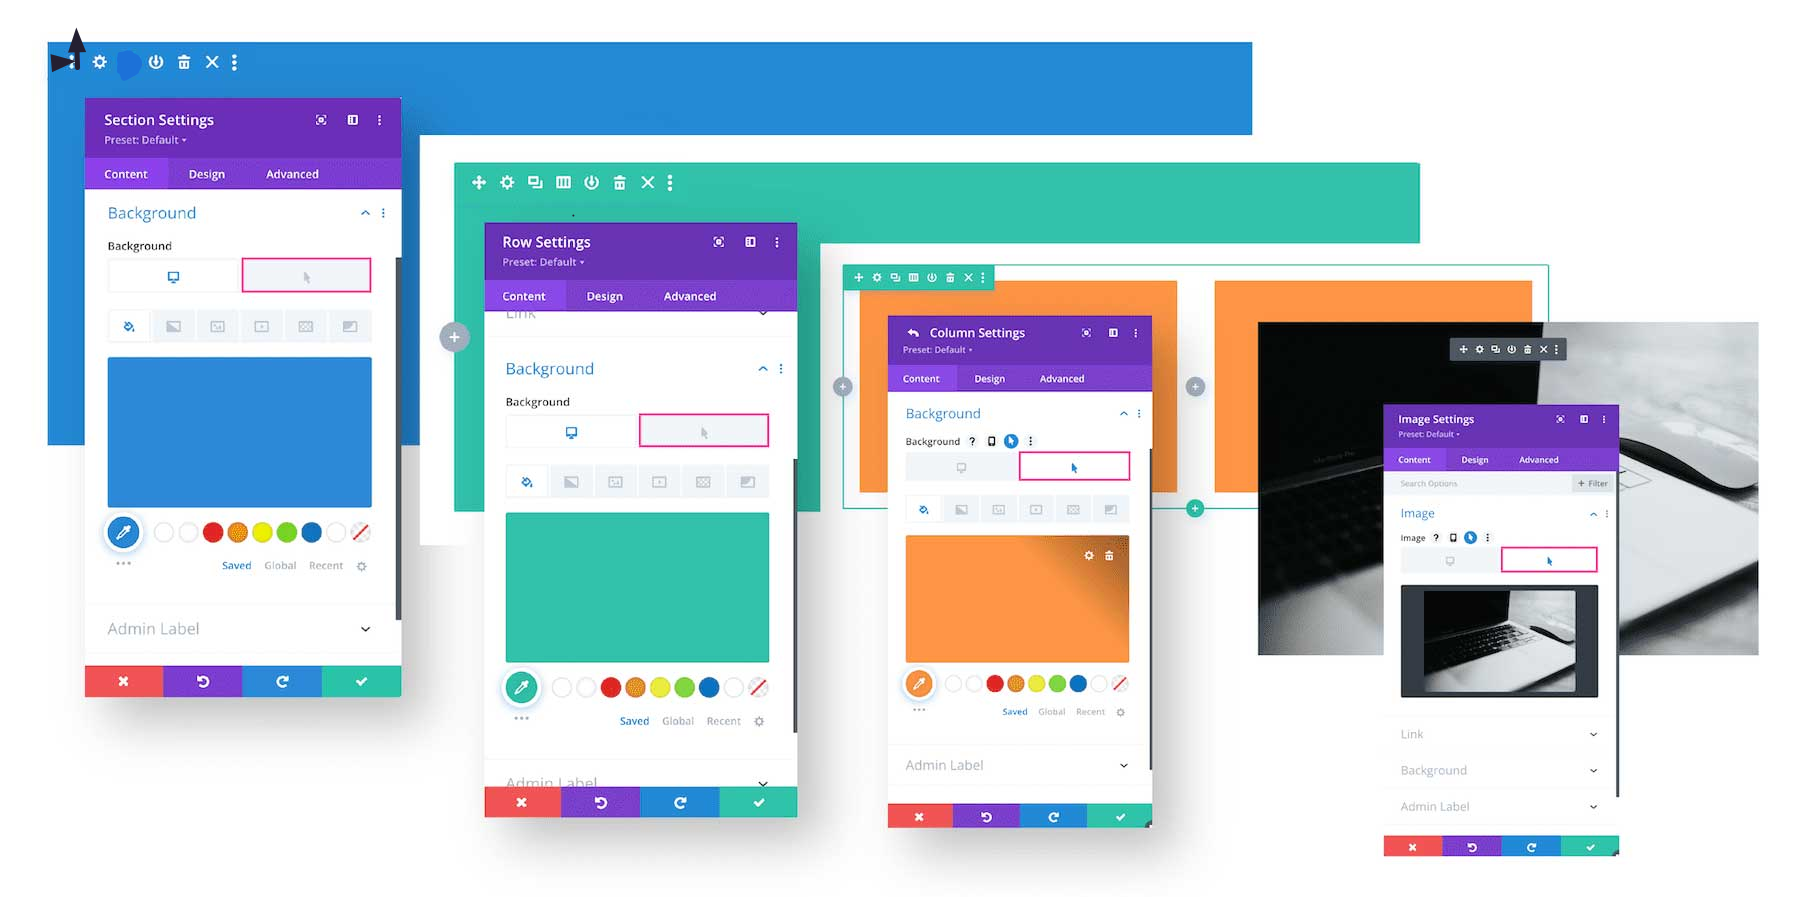 Section Settings
Preset: Default
Content Design Advanced
Background
Background
Saved Global Recent
Admin Label
Row Settings
Preset: Default
Content Design Advanced
Link
Background
Background
Saved Global Recent
Admin Label
Column Settings
Preset: Default
Content Design Advanced
Background
Background ?
Saved Global Recent
Admin Label
Image Settings
Preset: Default
Content Design Advanced
Search Options + Filter
Image
Image ?
Link
Background
Admin Label